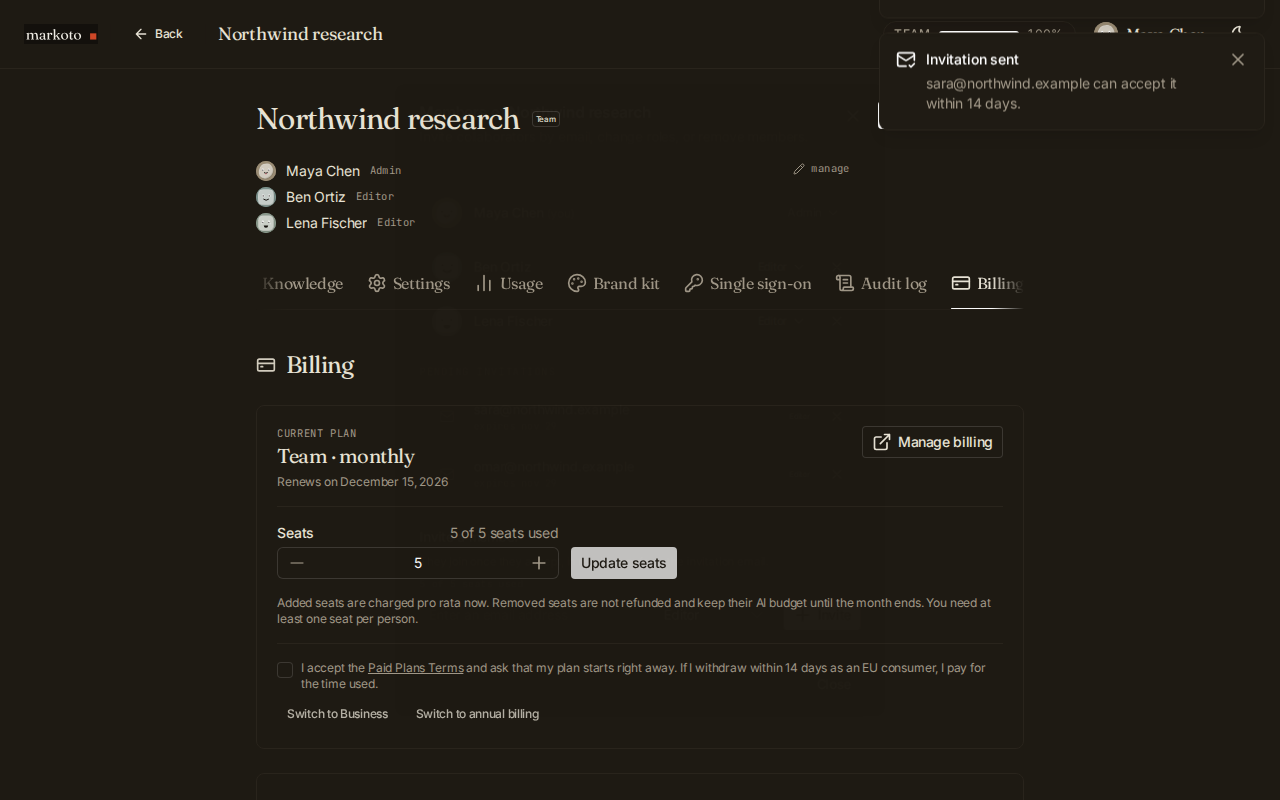 markoto
Back
Northwind research
TEAM 100%
Maya Chen
Invitation sent
sara@northwind.example can accept it
within 14 days.
Northwind research
Team
Maya Chen Admin
manage
Ben Ortiz Editor
Lena Fischer Editor
Knowledge
Settings
Usage
Brand kit
Single sign-on
Audit log
Billing
Billing
CURRENT PLAN
Manage billing
Team · monthly
Renews on December 15, 2026
Seats
5 of 5 seats used
5
Update seats
Added seats are charged pro rata now. Removed seats are not refunded and keep their AI budget until the month ends. You need at
least one seat per person.
I accept the Paid Plans Terms and ask that my plan starts right away. If I withdraw within 14 days as an EU consumer, I pay for
the time used.
Switch to Business
Switch to annual billing